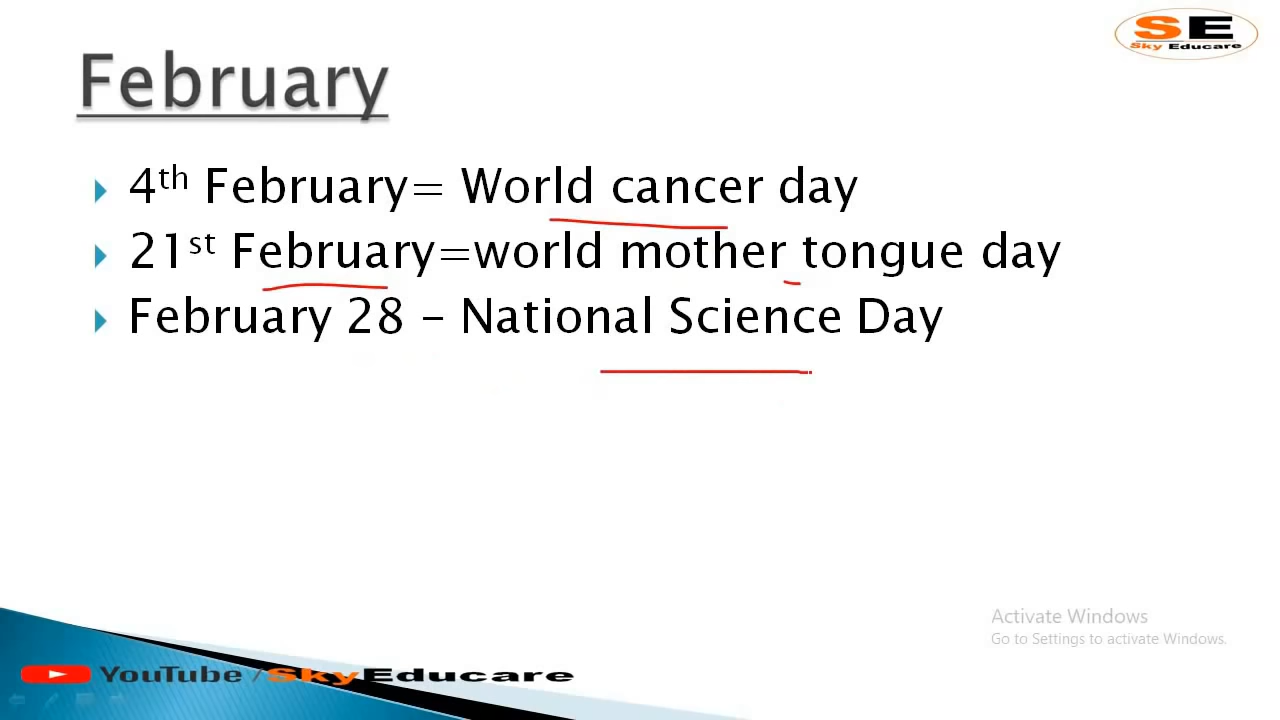 SE
Sky Educare
February
4th February= World cancer day
21st February=world mother tongue day
February 28 – National Science Day
Activate Windows
Go to Settings to activate Windows.
YouTube /SkyEducare